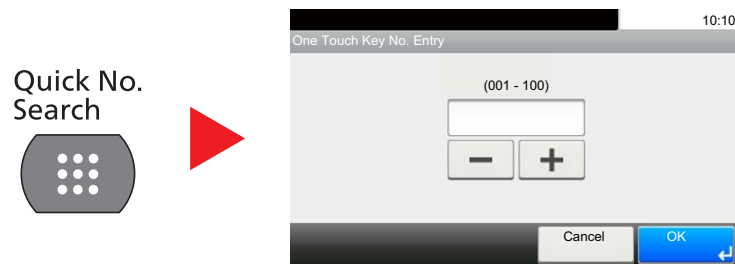 Quick No.
Search
10:10
One Touch Key No. Entry
(001 - 100)
Cancel
OK